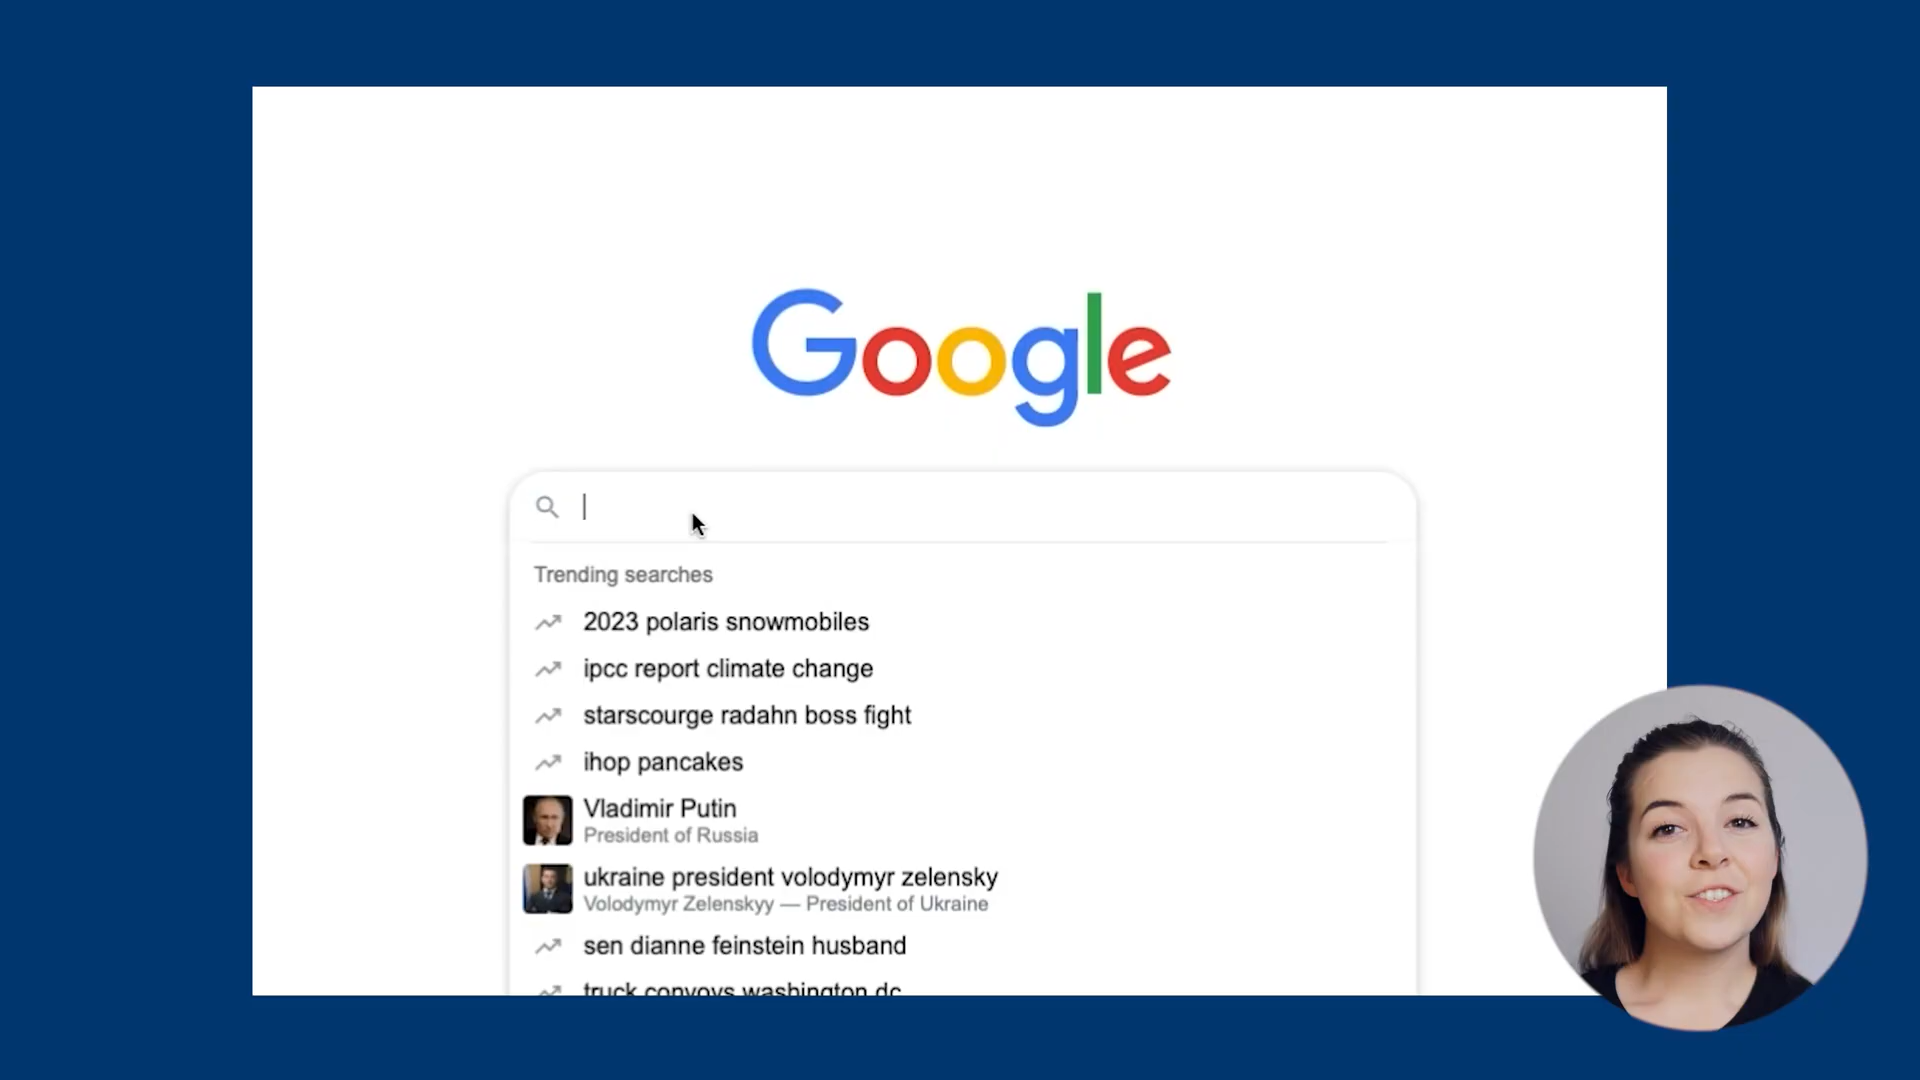 Google
Trending searches
2023 polaris snowmobiles
ipcc report climate change
starscourge radahn boss fight
ihop pancakes
Vladimir Putin
President of Russia
ukraine president volodymyr zelensky
Volodymyr Zelenskyy — President of Ukraine
sen dianne feinstein husband
truck convoys washington dc